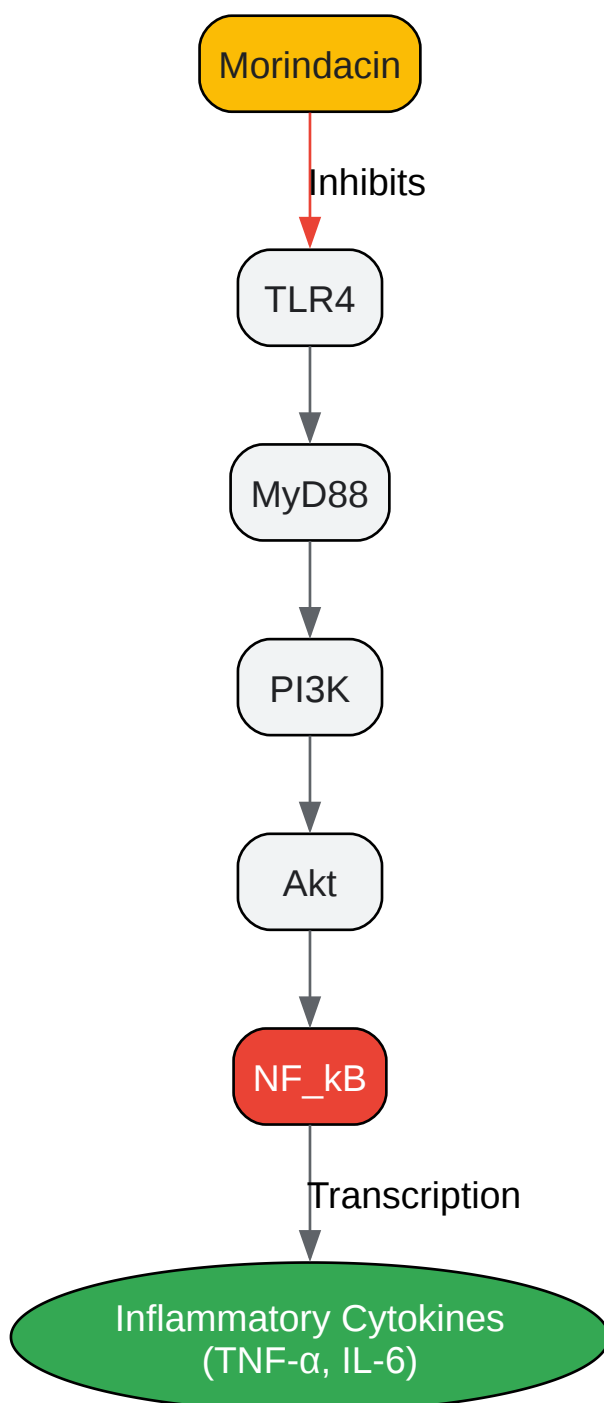 Morindacin
Inhibits
TLR4
MyD88
PI3K
Akt
NF_kB
Transcription
Inflammatory Cytokines
(TNF-α, IL-6)